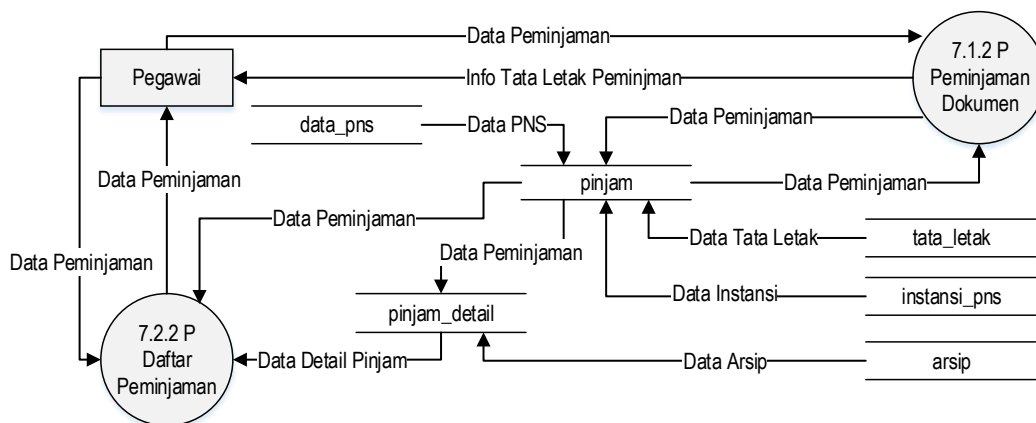 Data Peminjaman
7.1.2 P
Peminjaman
Dokumen
Pegawai
Info Tata Letak Peminjman
data_pns
Data PNS
Data Peminjaman
Data Peminjaman
pinjam
Data Peminjaman
Data Peminjaman
Data Tata Letak
tata_letak
Data Peminjaman
Data Peminjaman
Data Instansi
instansi_pns
pinjam_detail
7.2.2 P
Daftar
Peminjaman
Data Detail Pinjam
Data Arsip
arsip